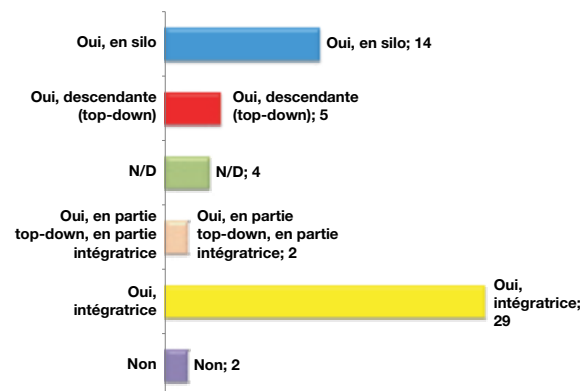 Oui, en silo
Oui, en silo; 14
Oui, descendante
(top-down)
Oui, descendante
(top-down); 5
N/D
N/D; 4
Oui, en partie
top-down, en partie
intégratrice
Oui, en partie
top-down, en partie
intégratrice; 2
Oui,
intégratrice
Oui,
intégratrice;
29
Non
Non; 2